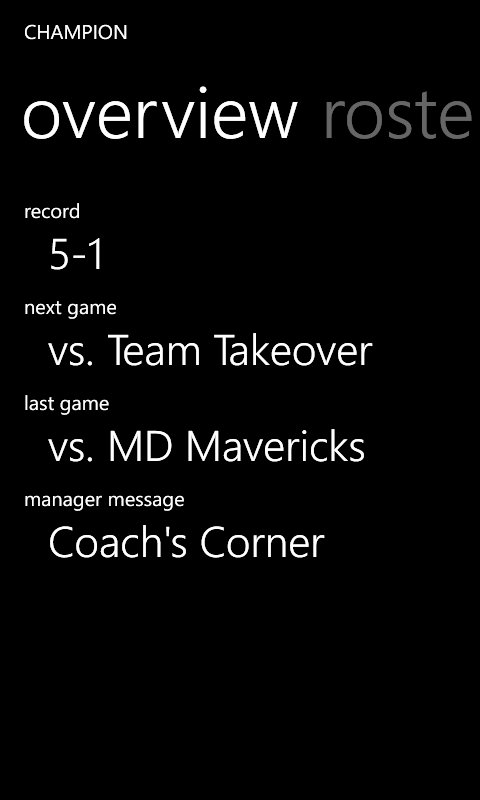 CHAMPION
overview roste
record
5-1
next game
vs. Team Takeover
last game
vs. MD Mavericks
manager message
Coach's Corner